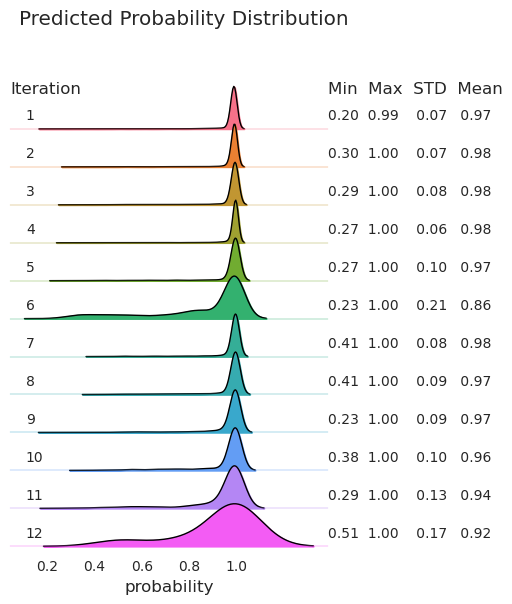 Predicted Probability Distribution
Iteration Min Max STD Mean
1 0.20 0.99 0.07 0.97
2 0.30 1.00 0.07 0.98
3 0.29 1.00 0.08 0.98
4 0.27 1.00 0.06 0.98
5 0.27 1.00 0.10 0.97
6 0.23 1.00 0.21 0.86
7 0.41 1.00 0.08 0.98
8 0.41 1.00 0.09 0.97
9 0.23 1.00 0.09 0.97
10 0.38 1.00 0.10 0.96
11 0.29 1.00 0.13 0.94
12 0.51 1.00 0.17 0.92
0.2 0.4 0.6 0.8 1.0
probability